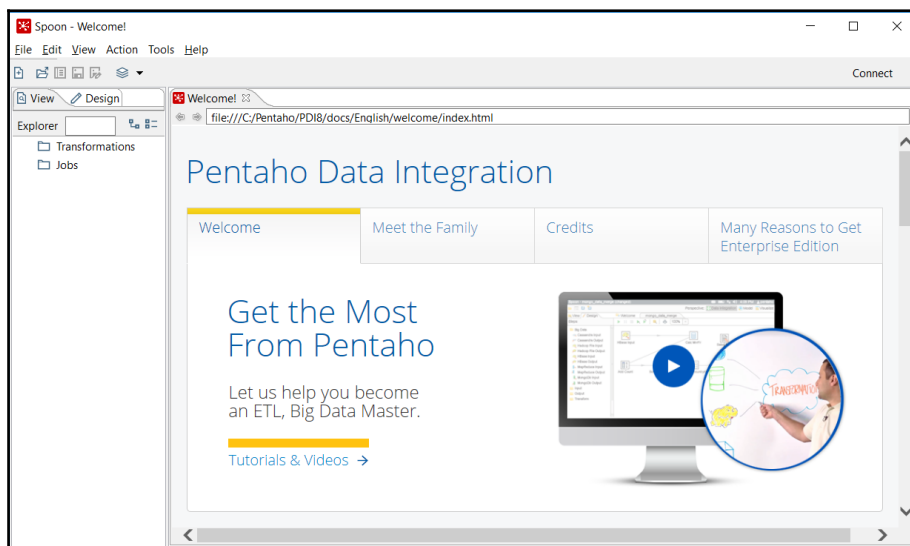 Spoon - Welcome!
File Edit View Action Tools Help
Connect
View Design
Welcome!
Explorer
file:///C:/Pentaho/PDI8/docs/English/welcome/index.html
Transformations
Jobs
Pentaho Data Integration
Welcome
Meet the Family
Credits
Many Reasons to Get
Enterprise Edition
Get the Most
From Pentaho
Let us help you become
an ETL, Big Data Master.
Tutorials & Videos →
TRANSFORMATION